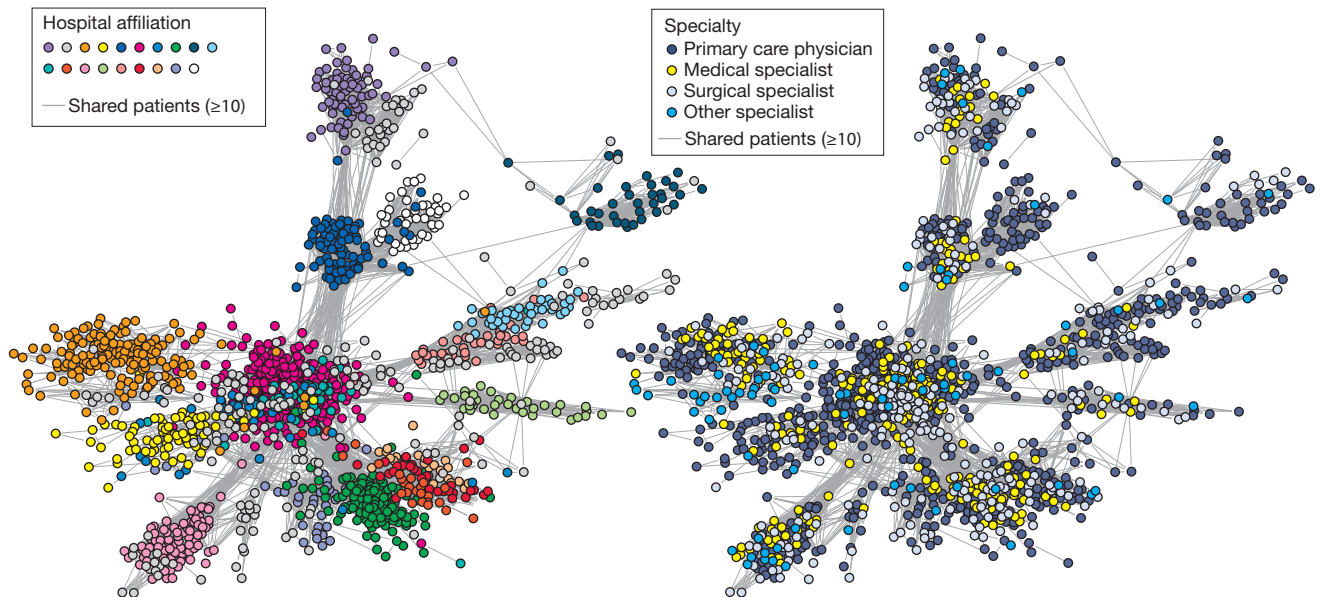 Hospital affiliation
Shared patients (≥10)
Specialty
Primary care physician
Medical specialist
Surgical specialist
Other specialist
Shared patients (≥10)